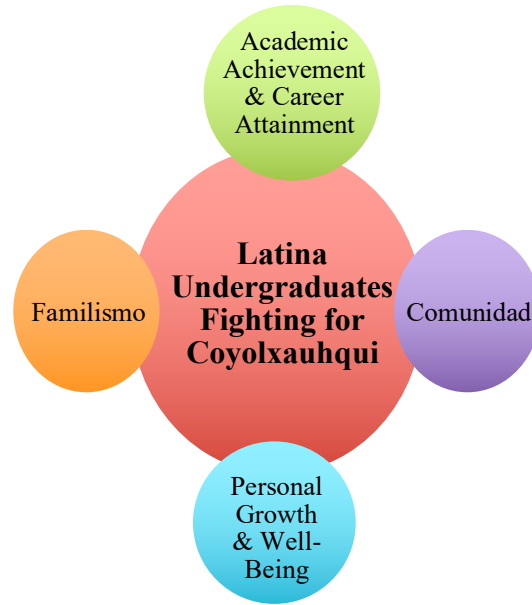 Academic
Achievement
& Career
Attainment
Latina
Undergraduates
Fighting for
Coyolxauhqui
Familismo
Comunidad
Personal
Growth
& Well-
Being